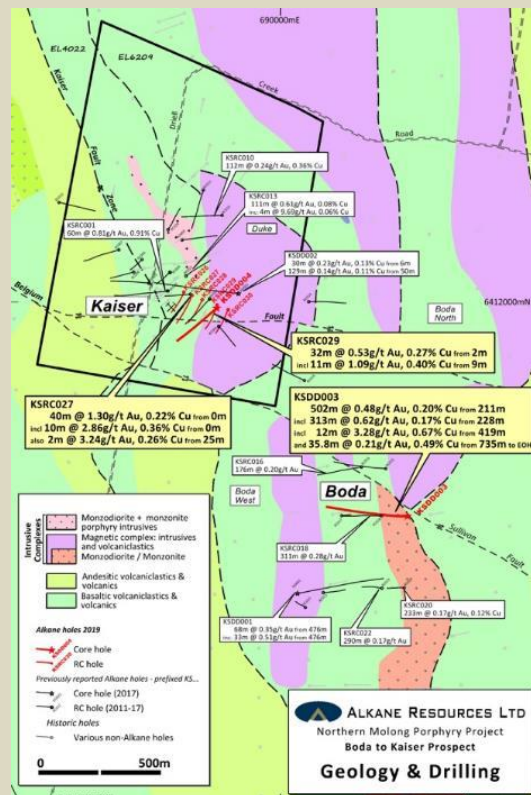 690000mE
EL4022
EL6209
Kaiser
Fault
Zone
Driell
Creek
Road
KSRC010
112m @ 0.24g/t Au, 0.36% Cu
KSRC013
111m @ 0.61g/t Au, 0.08% Cu
inc 4m @ 9.69g/t Au, 0.06% Cu
KSRC001
60m @ 0.81g/t Au, 0.91% Cu
Duke
KSDD002
30m @ 0.23g/t Au, 0.13% Cu from 6m
129m @ 0.14g/t Au, 0.11% Cu from 50m
Belgium
Kaiser
Fault
6412000mN
Boda
North
KSRC029
32m @ 0.53g/t Au, 0.27% Cu from 2m
incl 11m @ 1.09g/t Au, 0.40% Cu from 9m
KSRC027
40m @ 1.30g/t Au, 0.22% Cu from 0m
incl 10m @ 2.86g/t Au, 0.36% Cu from 0m
also 2m @ 3.24g/t Au, 0.26% Cu from 25m
KSDD003
502m @ 0.48g/t Au, 0.20% Cu from 211m
incl 313m @ 0.62g/t Au, 0.17% Cu from 228m
incl 12m @ 3.28g/t Au, 0.67% Cu from 419m
and 35.8m @ 0.21g/t Au, 0.49% Cu from 735m to EOH
KSRC016
176m @ 0.20g/t Au
Boda
West
Boda
KSDD003
Sullivan
Fault
KSRC018
311m @ 0.28g/t Au
KSDD001
68m @ 0.35g/t Au from 476m
inc 33m @ 0.51g/t Au from 476m
KSRC022
290m @ 0.17g/t Au
KSRC020
233m @ 0.17g/t Au, 0.12% Cu
Intrusive
Complexes
Monzodiorite + monzonite
porphyry intrusives
Magnetic complex: intrusives
and volcaniclastics
Monzodiorite / Monzonite
Andesitic volcaniclastics &
volcanics
Basaltic volcaniclastics &
volcanics
Alkane holes 2019
Core hole
RC hole
Previously reported Alkane holes - prefixed KS...
Core hole (2017)
RC hole (2011-17)
Historic holes
Various non-Alkane holes
0
500m
ALKANE RESOURCES LTD
Northern Molong Porphyry Project
Boda to Kaiser Prospect
Geology & Drilling